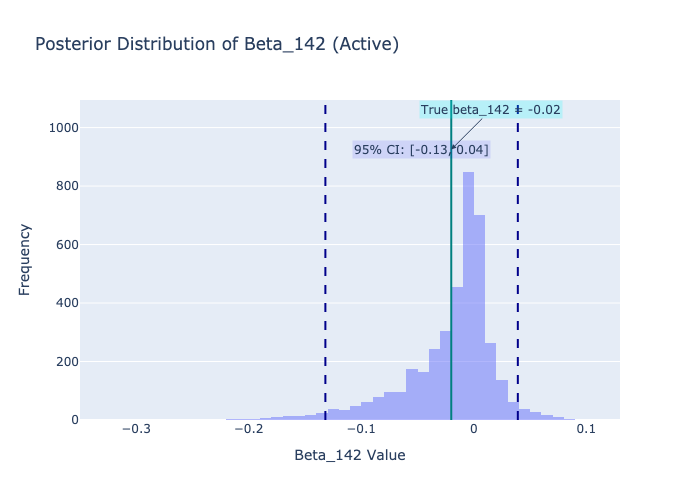 Posterior Distribution of Beta_142 (Active)
True beta_142 = -0.02
95% CI: [-0.13, 0.04]
1000
800
600
400
200
0
Frequency
−0.3
−0.2
−0.1
0
0.1
Beta_142 Value